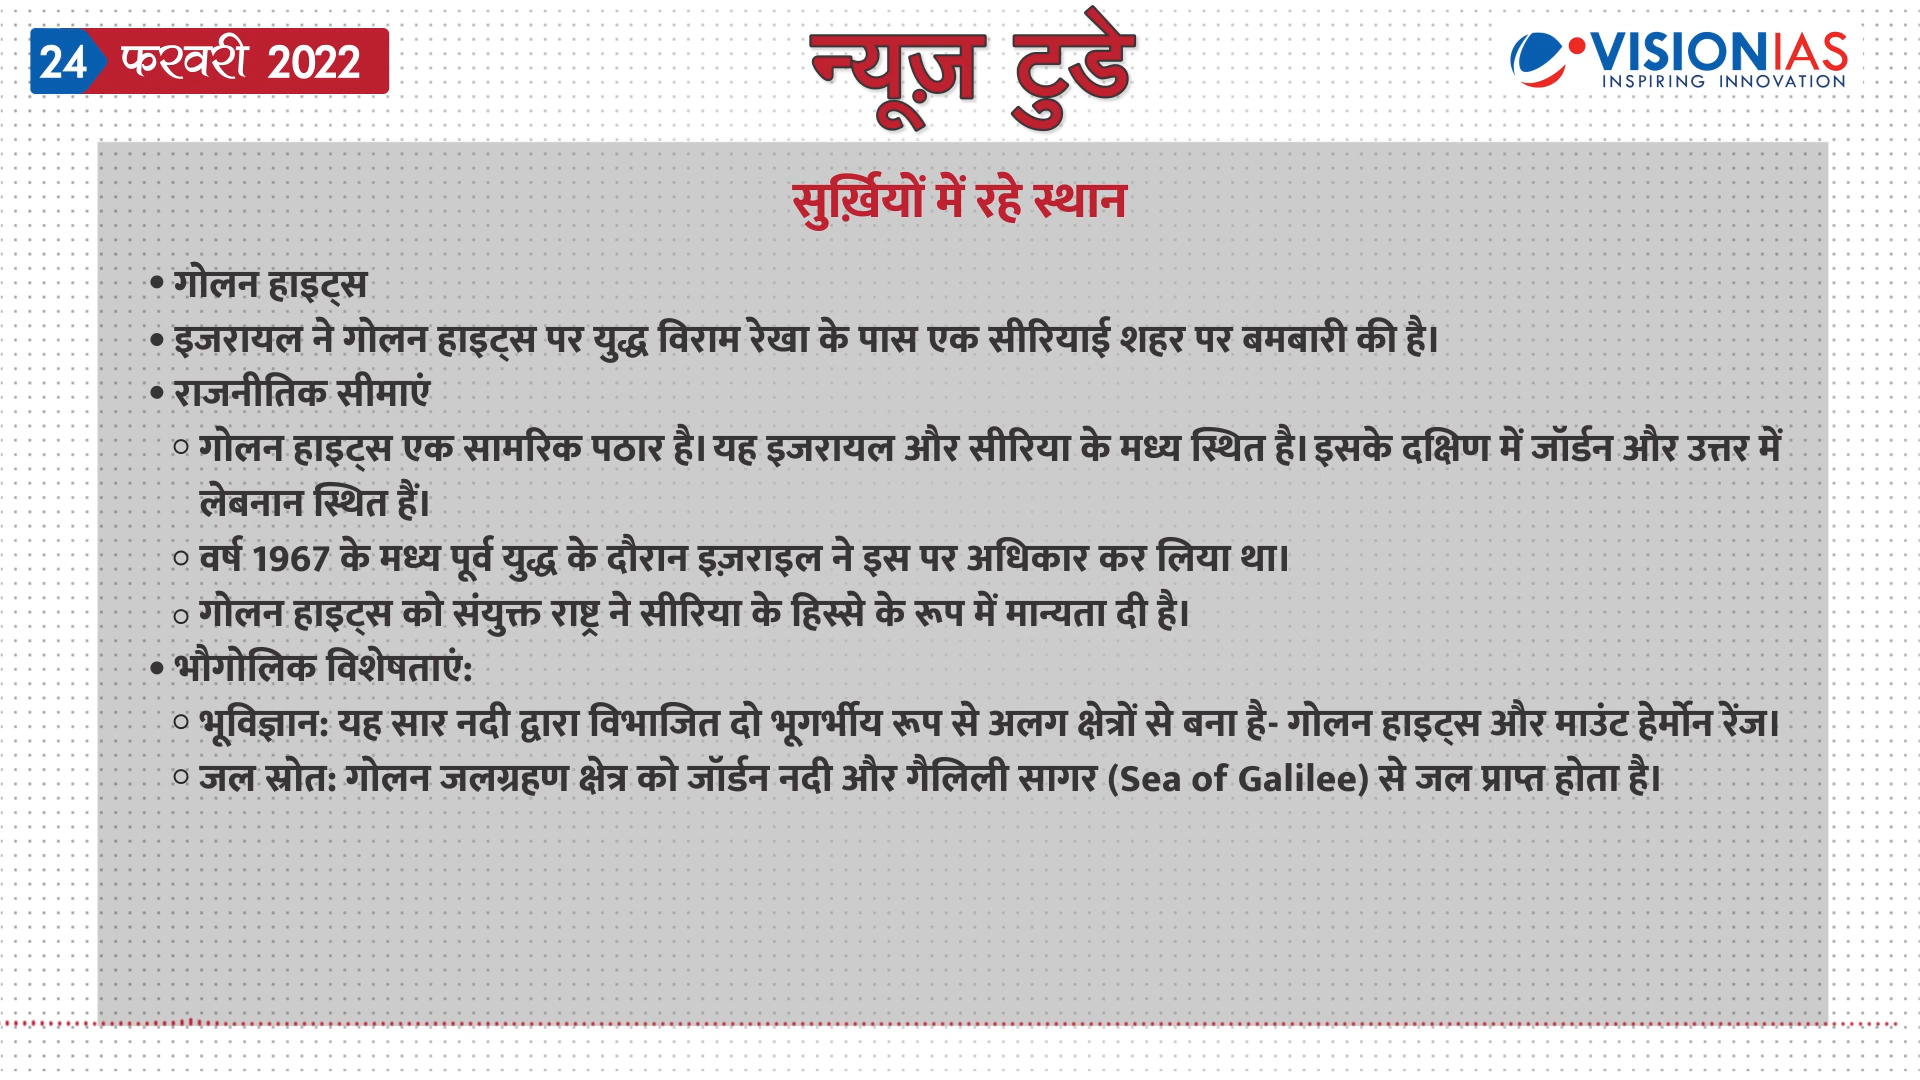 24 फरवरी 2022
न्यूज़ टुडे
VISIONIAS
INSPIRING INNOVATION
सुर्ख़ियों में रहे स्थान
• गोलन हाइट्स
• इजरायल ने गोलन हाइट्स पर युद्ध विराम रेखा के पास एक सीरियाई शहर पर बमबारी की है।
• राजनीतिक सीमाएं
○ गोलन हाइट्स एक सामरिक पठार है। यह इजरायल और सीरिया के मध्य स्थित है। इसके दक्षिण में जॉर्डन और उत्तर में
लेबनान स्थित हैं।
○ वर्ष 1967 के मध्य पूर्व युद्ध के दौरान इज़राइल ने इस पर अधिकार कर लिया था।
○ गोलन हाइट्स को संयुक्त राष्ट्र ने सीरिया के हिस्से के रूप में मान्यता दी है।
• भौगोलिक विशेषताएं:
○ भूविज्ञान: यह सार नदी द्वारा विभाजित दो भूगर्भीय रूप से अलग क्षेत्रों से बना है- गोलन हाइट्स और माउंट हेर्मोन रेंज।
○ जल स्रोत: गोलन जलग्रहण क्षेत्र को जॉर्डन नदी और गैलिली सागर (Sea of Galilee) से जल प्राप्त होता है।